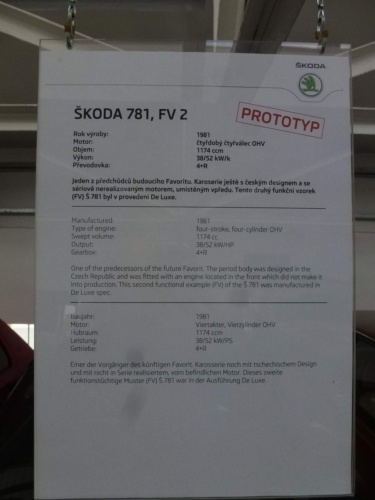 ŠKODA
ŠKODA 781, FV 2
PROTOTYP
Rok výroby: 1981
Motor: čtyřdobý čtyřválec OHV
Objem: 1174 ccm
Výkon: 38/52 kW/k
Převodovka: 4+R
Jeden z předchůdců budoucího Favoritu. Karoserie ještě s českým designem a se
sériově nerealizovaným motorem, umístěným vpředu. Tento druhý funkční vzorek
(FV) Š 781 byl v provedení De Luxe.
Manufactured: 1981
Type of engine: four-stroke, four-cylinder OHV
Swept volume: 1174 cc
Output: 38/52 kW/HP
Gearbox: 4+R
One of the predecessors of the future Favorit. The period body was designed in the
Czech Republic and was fitted with an engine located in the front which did not make it
into production. This second functional example (FV) of the Š 781 was manufactured in
De Luxe spec.
Baujahr: 1981
Motor: Viertakter, Vierzylinder OHV
Hubraum: 1174 ccm
Leistung: 38/52 kW/PS
Getriebe: 4+R
Einer der Vorgänger des künftigen Favorit. Karosserie noch mit tschechischem Design
und mit nicht in Serie realisiertem, vorn befindlichen Motor. Dieses zweite
funktionstüchtige Muster (FV) Š 781 war in der Ausführung De Luxe.